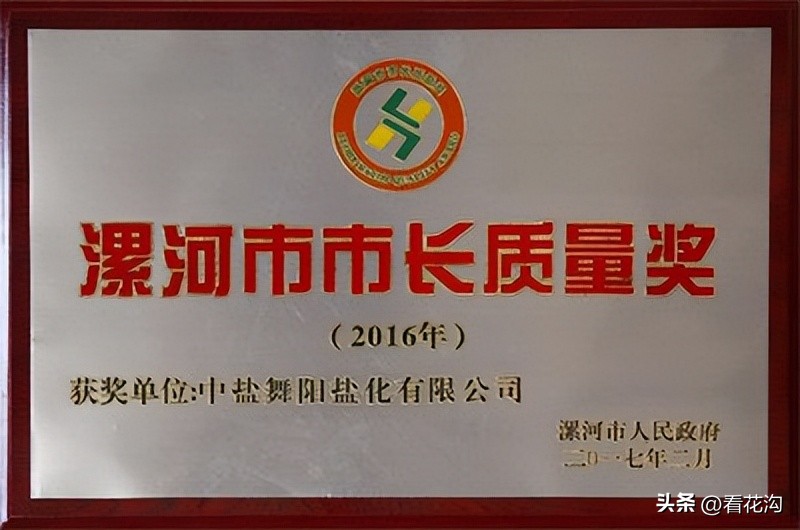 漯河市市长质量奖
(2016年)
获奖单位:中盐舞阳盐化有限公司
漯河市人民政府
二〇一七年二月
头条 @看花沟